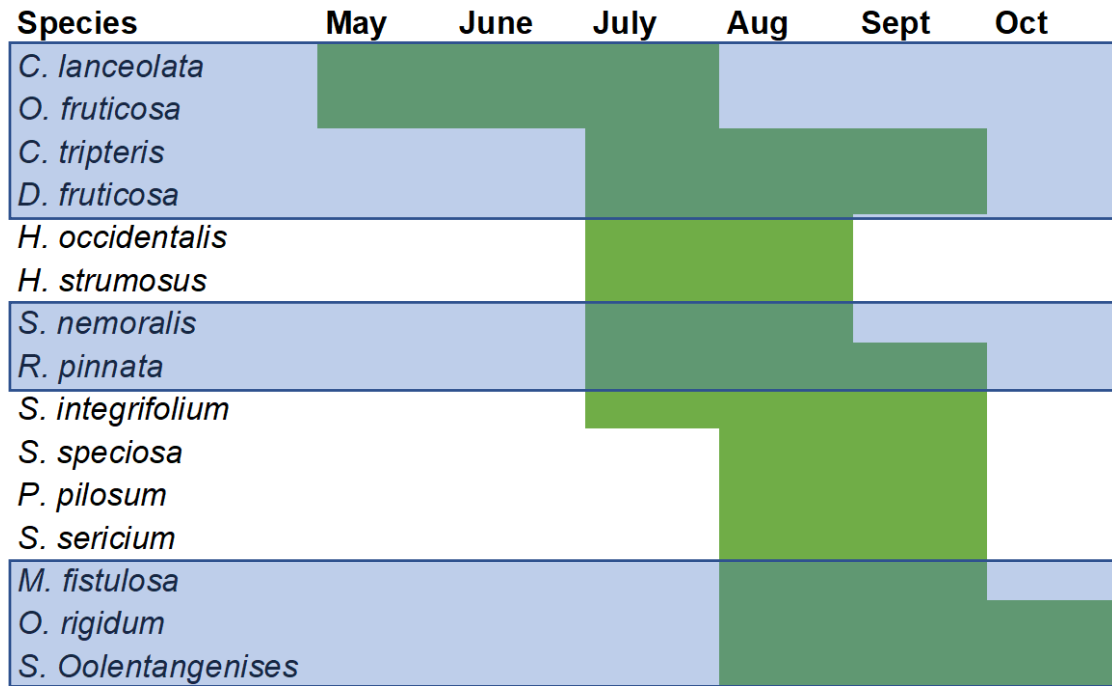 Species May June July Aug Sept Oct
C. lanceolata
O. fruticosa
C. tripteris
D. fruticosa
H. occidentalis
H. strumosus
S. nemoralis
R. pinnata
S. integrifolium
S. speciosa
P. pilosum
S. sericium
M. fistulosa
O. rigidum
S. Oolentangenises